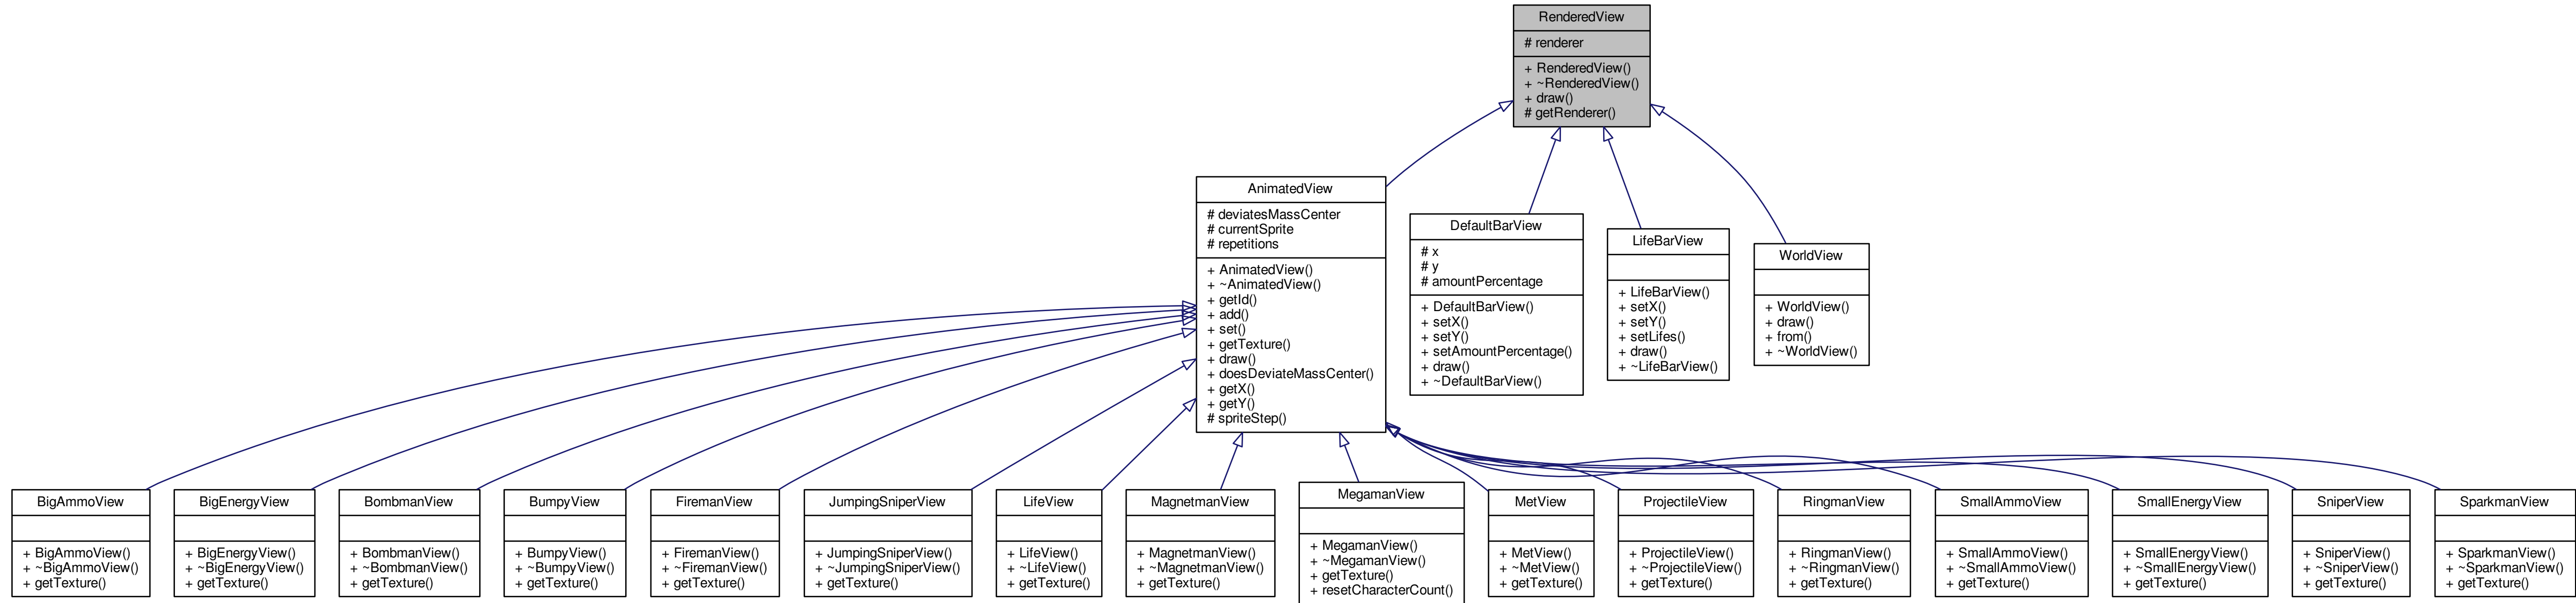 RenderedView
# renderer
+ RenderedView()
+ ~RenderedView()
+ draw()
# getRenderer()
AnimatedView
# deviatesMassCenter
# currentSprite
# repetitions
+ AnimatedView()
+ ~AnimatedView()
+ getId()
+ add()
+ set()
+ getTexture()
+ draw()
+ doesDeviateMassCenter()
+ getX()
+ getY()
# spriteStep()
DefaultBarView
# x
# y
# amountPercentage
+ DefaultBarView()
+ setX()
+ setY()
+ setAmountPercentage()
+ draw()
+ ~DefaultBarView()
LifeBarView
+ LifeBarView()
+ setX()
+ setY()
+ setLifes()
+ draw()
+ ~LifeBarView()
WorldView
+ WorldView()
+ draw()
+ from()
+ ~WorldView()
BigAmmoView
+ BigAmmoView()
+ ~BigAmmoView()
+ getTexture()
BigEnergyView
+ BigEnergyView()
+ ~BigEnergyView()
+ getTexture()
BombmanView
+ BombmanView()
+ ~BombmanView()
+ getTexture()
BumpyView
+ BumpyView()
+ ~BumpyView()
+ getTexture()
FiremanView
+ FiremanView()
+ ~FiremanView()
+ getTexture()
JumpingSniperView
+ JumpingSniperView()
+ ~JumpingSniperView()
+ getTexture()
LifeView
+ LifeView()
+ ~LifeView()
+ getTexture()
MagnetmanView
+ MagnetmanView()
+ ~MagnetmanView()
+ getTexture()
MegamanView
+ MegamanView()
+ ~MegamanView()
+ getTexture()
+ resetCharacterCount()
MetView
+ MetView()
+ ~MetView()
+ getTexture()
ProjectileView
+ ProjectileView()
+ ~ProjectileView()
+ getTexture()
RingmanView
+ RingmanView()
+ ~RingmanView()
+ getTexture()
SmallAmmoView
+ SmallAmmoView()
+ ~SmallAmmoView()
+ getTexture()
SmallEnergyView
+ SmallEnergyView()
+ ~SmallEnergyView()
+ getTexture()
SniperView
+ SniperView()
+ ~SniperView()
+ getTexture()
SparkmanView
+ SparkmanView()
+ ~SparkmanView()
+ getTexture()